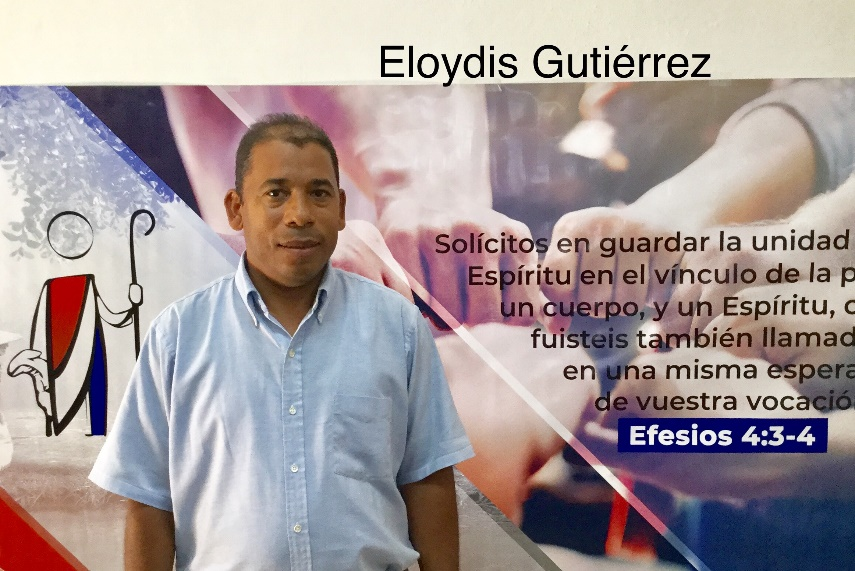 Eloydis Gutiérrez
Solícitos en guardar la unidad
Espíritu en el vínculo de la
un cuerpo, y un Espíritu,
fuisteis también
en una misma
de vuestra
Efesios 4:3-4